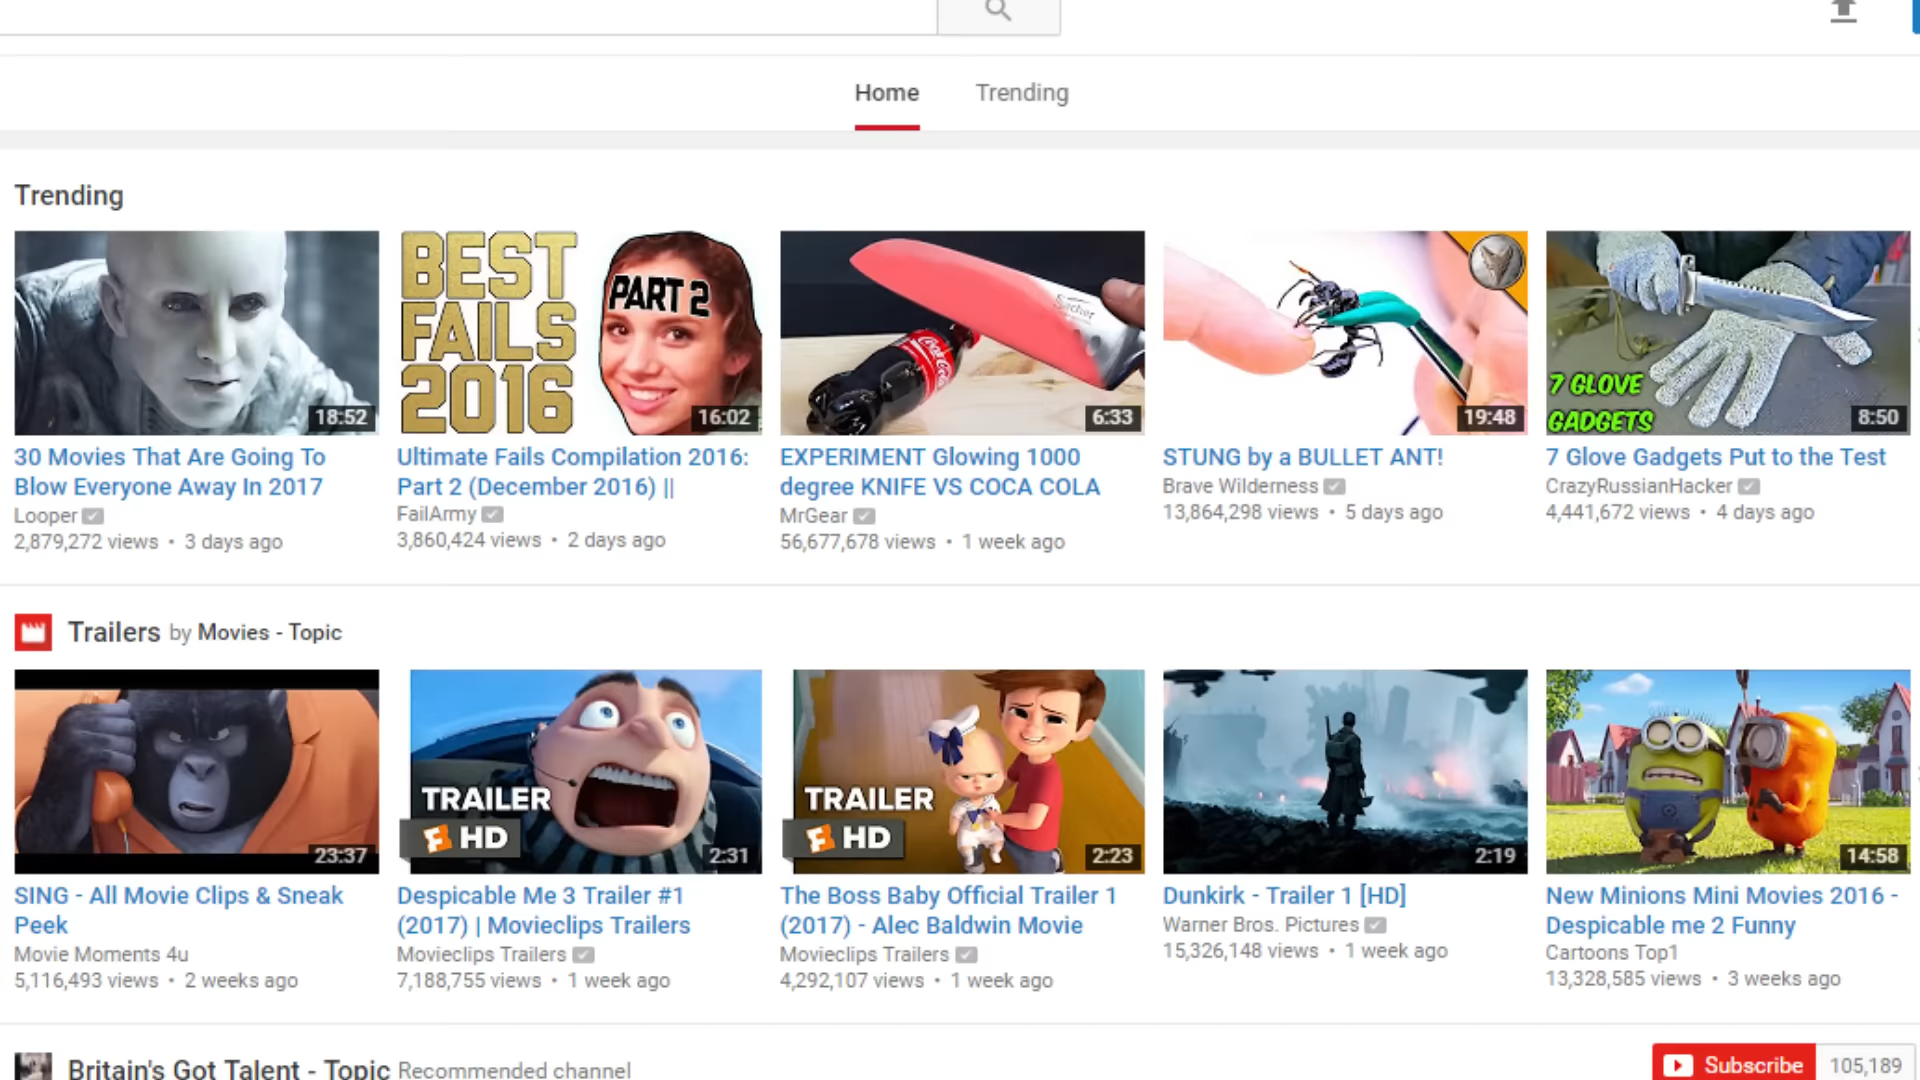 Home Trending
Trending
BEST
FAILS
2016
PART 2
Coca-Cola
7 GLOVE
GADGETS
18:52
16:02
6:33
19:48
8:50
30 Movies That Are Going To
Blow Everyone Away In 2017
Looper
2,879,272 views • 3 days ago
Ultimate Fails Compilation 2016:
Part 2 (December 2016) ||
FailArmy
3,860,424 views • 2 days ago
EXPERIMENT Glowing 1000
degree KNIFE VS COCA COLA
MrGear
56,677,678 views • 1 week ago
STUNG by a BULLET ANT!
Brave Wilderness
13,864,298 views • 5 days ago
7 Glove Gadgets Put to the Test
CrazyRussianHacker
4,441,672 views • 4 days ago
Trailers by Movies - Topic
TRAILER
F HD
TRAILER
F HD
23:37
2:31
2:23
2:19
14:58
SING - All Movie Clips & Sneak
Peek
Movie Moments 4u
5,116,493 views • 2 weeks ago
Despicable Me 3 Trailer #1
(2017) | Movieclips Trailers
Movieclips Trailers
7,188,755 views • 1 week ago
The Boss Baby Official Trailer 1
(2017) - Alec Baldwin Movie
Movieclips Trailers
4,292,107 views • 1 week ago
Dunkirk - Trailer 1 [HD]
Warner Bros. Pictures
15,326,148 views • 1 week ago
New Minions Mini Movies 2016 -
Despicable me 2 Funny
Cartoons Top1
13,328,585 views • 3 weeks ago
Britain's Got Talent - Topic Recommended channel
Subscribe 105,189